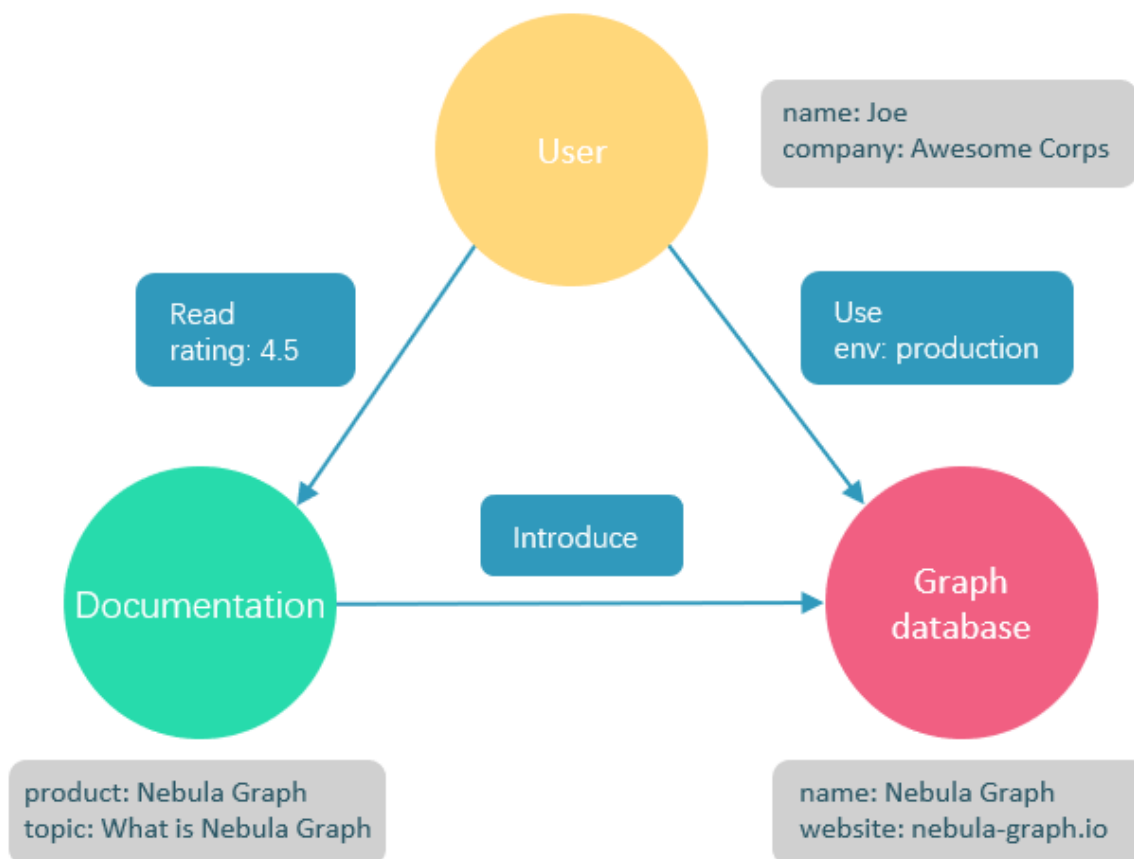 User
name: Joe
company: Awesome Corps
Read
rating: 4.5
Use
env: production
Introduce
Documentation
Graph
database
product: Nebula Graph
topic: What is Nebula Graph
name: Nebula Graph
website: nebula-graph.io